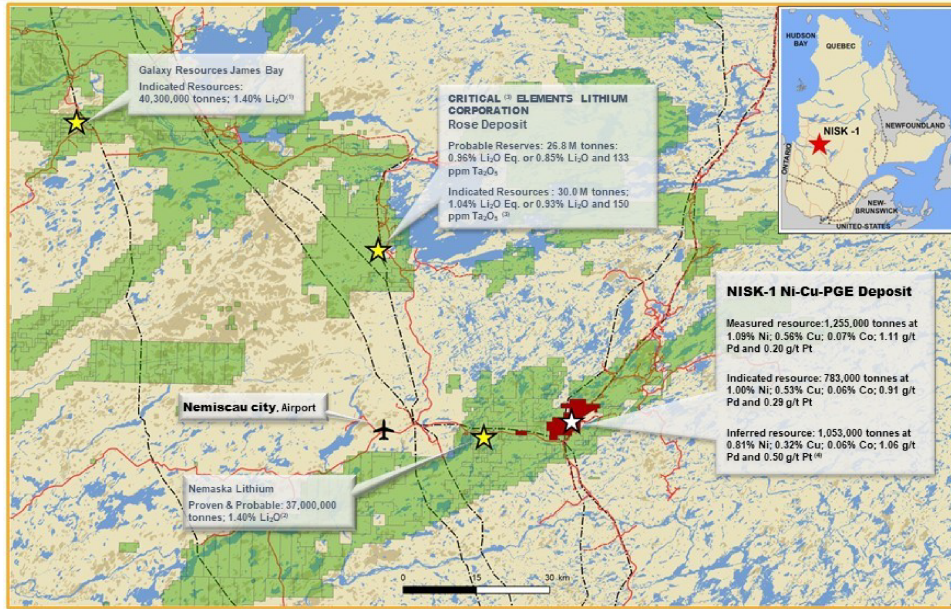 Galaxy Resources James Bay
Indicated Resources:
40,300,000 tonnes; 1.40% Li₂O⁽¹⁾
CRITICAL ⁽³⁾ ELEMENTS LITHIUM
CORPORATION
Rose Deposit
Probable Reserves: 26.8 M tonnes:
0.96% Li₂O Eq. or 0.85% Li₂O and 133
ppm Ta₂O₅
Indicated Resources : 30.0 M tonnes;
1.04% Li₂O Eq. or 0.93% Li₂O and 150
ppm Ta₂O₅ ⁽³⁾
HUDSON
BAY
QUEBEC
NEWFOUNDLAND
NISK -1
ONTARIO
NEW-
BRUNSWICK
UNITED-STATES
NISK-1 Ni-Cu-PGE Deposit
Measured resource:1,255,000 tonnes at
1.09% Ni; 0.56% Cu; 0.07% Co; 1.11 g/t
Pd and 0.20 g/t Pt
Indicated resource: 783,000 tonnes at
1.00% Ni; 0.53% Cu; 0.06% Co; 0.91 g/t
Pd and 0.29 g/t Pt
Inferred resource: 1,053,000 tonnes at
0.81% Ni; 0.32% Cu; 0.06% Co; 1.06 g/t
Pd and 0.50 g/t Pt⁽⁴⁾
Nemiscau city, Airport
Nemaska Lithium
Proven & Probable: 37,000,000
tonnes; 1.40% Li₂O⁽²⁾
0 15 30 km